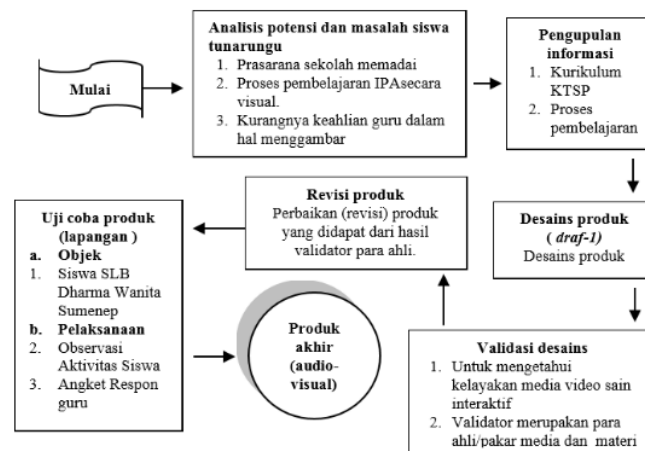 Mulai
Analisis potensi dan masalah siswa
tunarungu
1. Prasarana sekolah memadai
2. Proses pembelajaran IPAsecara
visual.
3. Kurangnya keahlian guru dalam
hal menggambar
Pengupulan
informasi
1. Kurikulum
KTSP
2. Proses
pembelajaran
Desains produk
( draf-1)
Desains produk
Validasi desains
1. Untuk mengetahui
kelayakan media video sain
interaktif
2. Validator merupakan para
ahli/pakar media dan materi
Revisi produk
Perbaikan (revisi) produk
yang didapat dari hasil
validator para ahli.
Uji coba produk
(lapangan )
a. Objek
1. Siswa SLB
Dharma Wanita
Sumenep
b. Pelaksanaan
2. Observasi
Aktivitas Siswa
3. Angket Respon
guru
Produk
akhir
(audio-
visual)